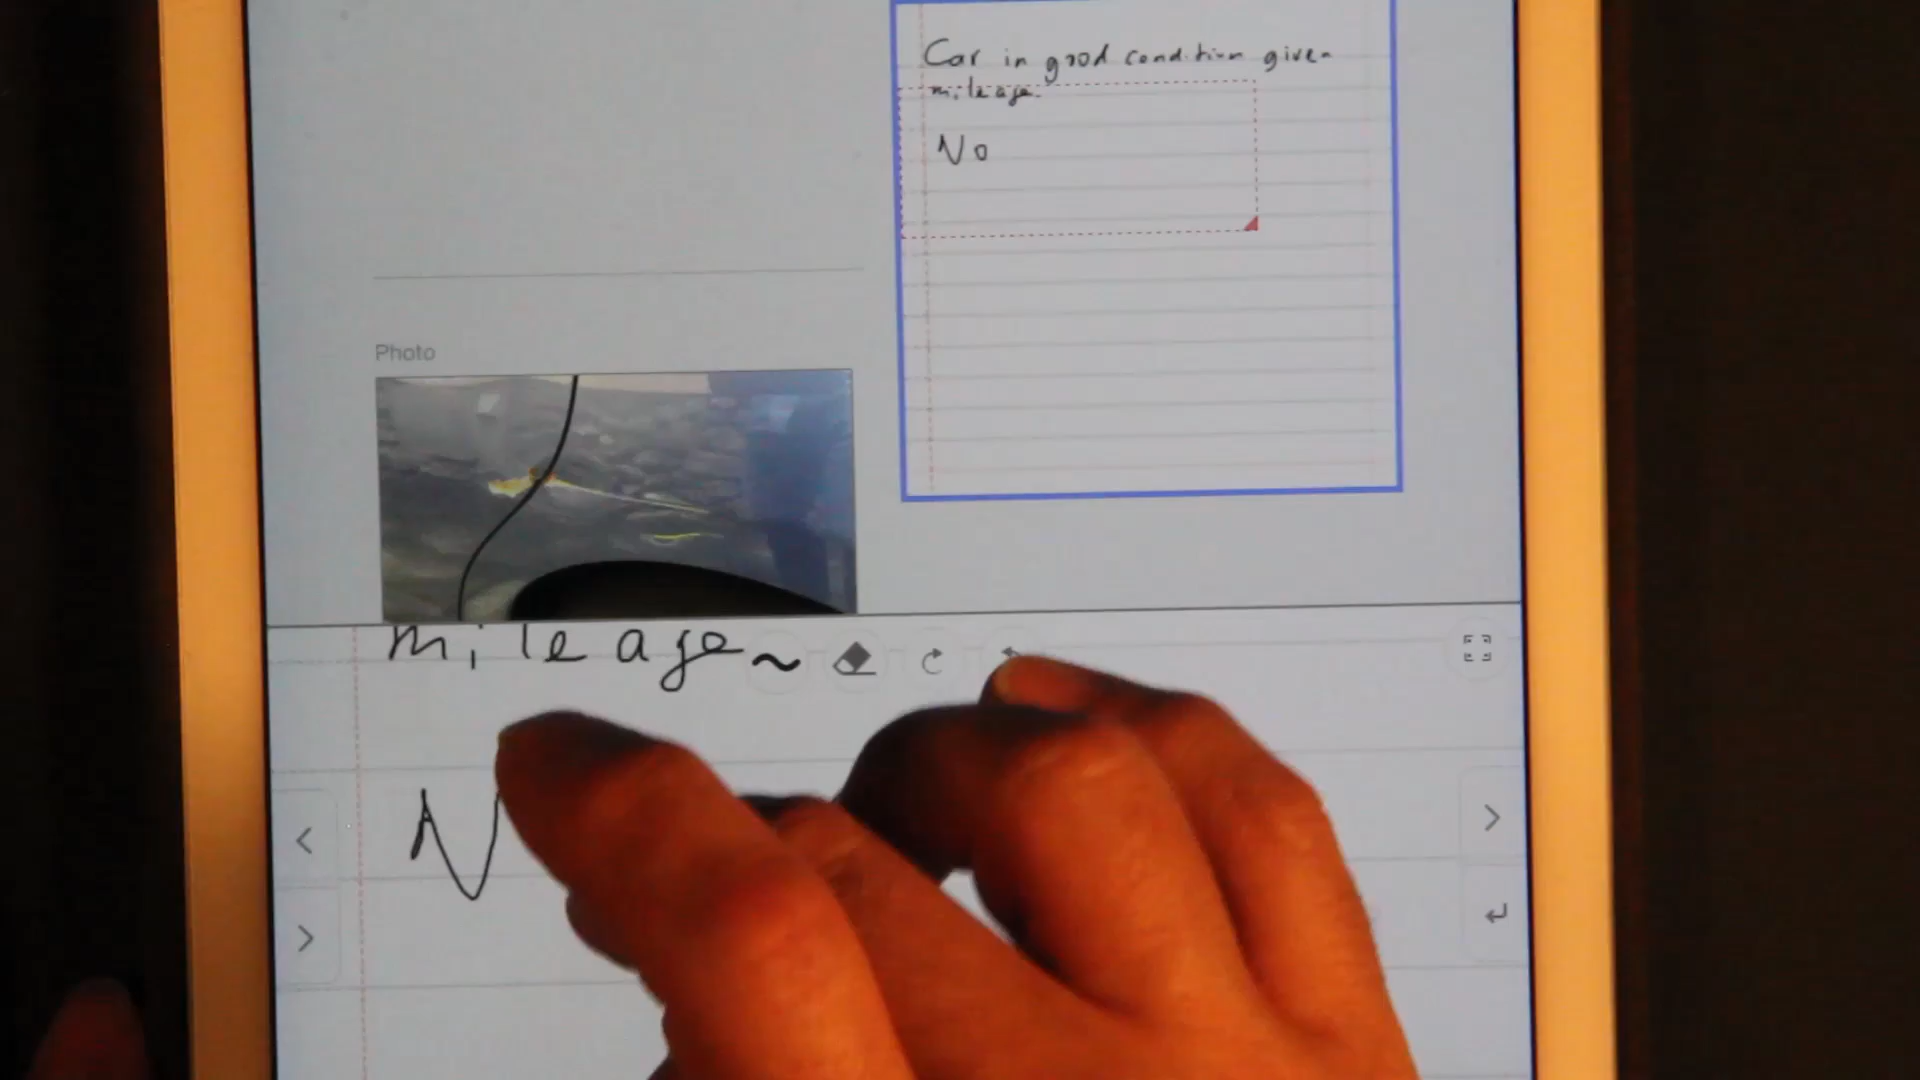 Car in good condition given
mileage.
No
Photo
mileage
N